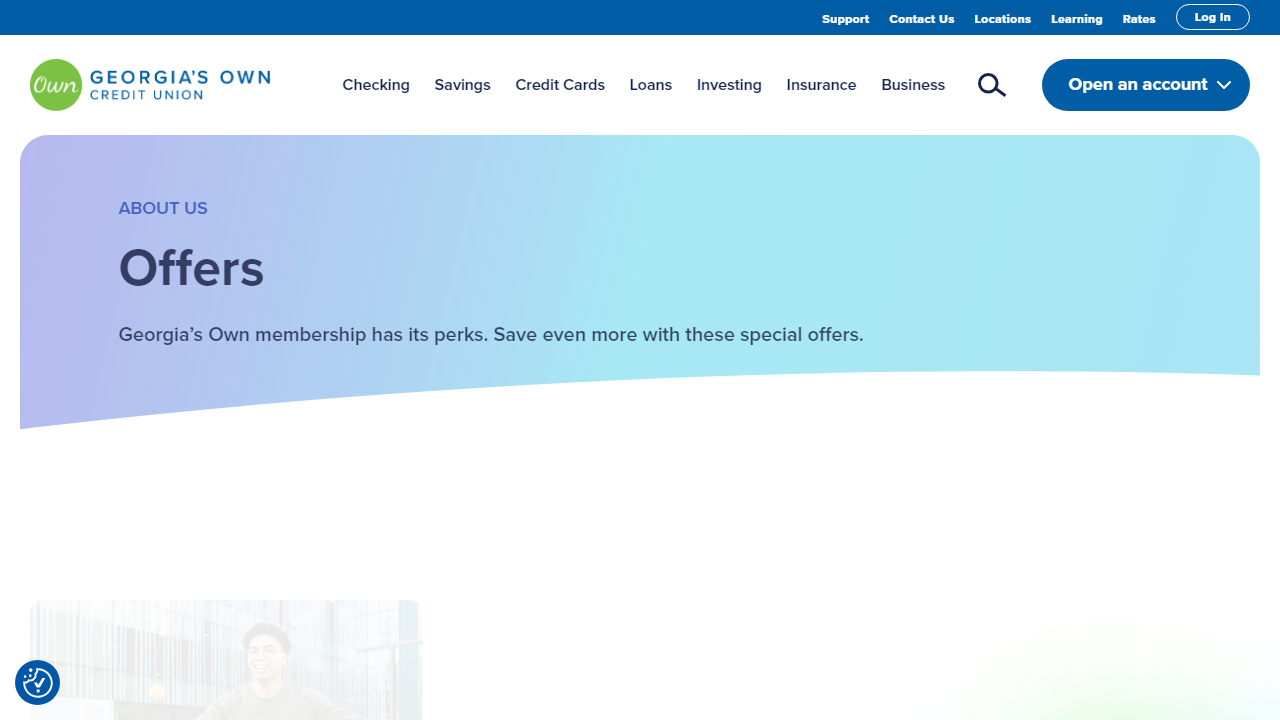 Support Contact Us Locations Learning Rates Log In
Own GEORGIA'S OWN
CREDIT UNION
Checking Savings Credit Cards Loans Investing Insurance Business Open an account
ABOUT US
Offers
Georgia’s Own membership has its perks. Save even more with these special offers.